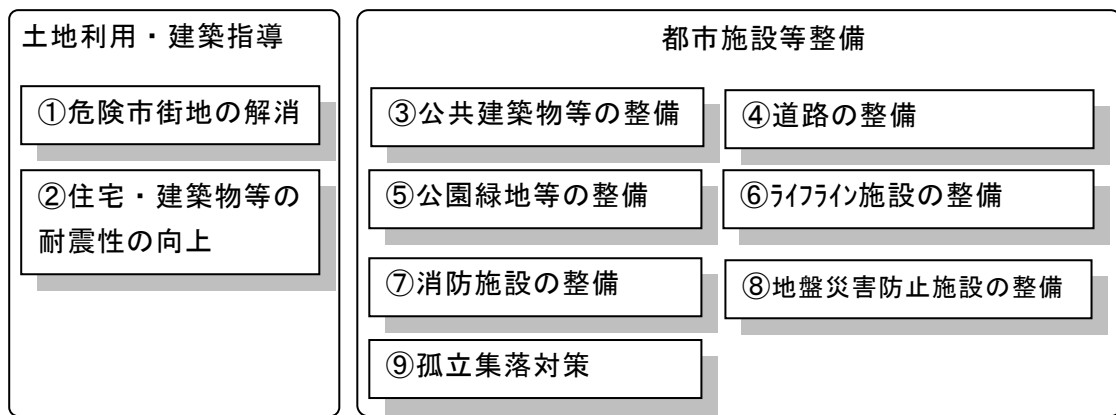 土地利用・建築指導
①危険市街地の解消
②住宅・建築物等の
耐震性の向上
都市施設等整備
③公共建築物等の整備
④道路の整備
⑤公園緑地等の整備
⑥ﾗｲﾌﾗｲﾝ施設の整備
⑦消防施設の整備
⑧地盤災害防止施設の整備
⑨孤立集落対策